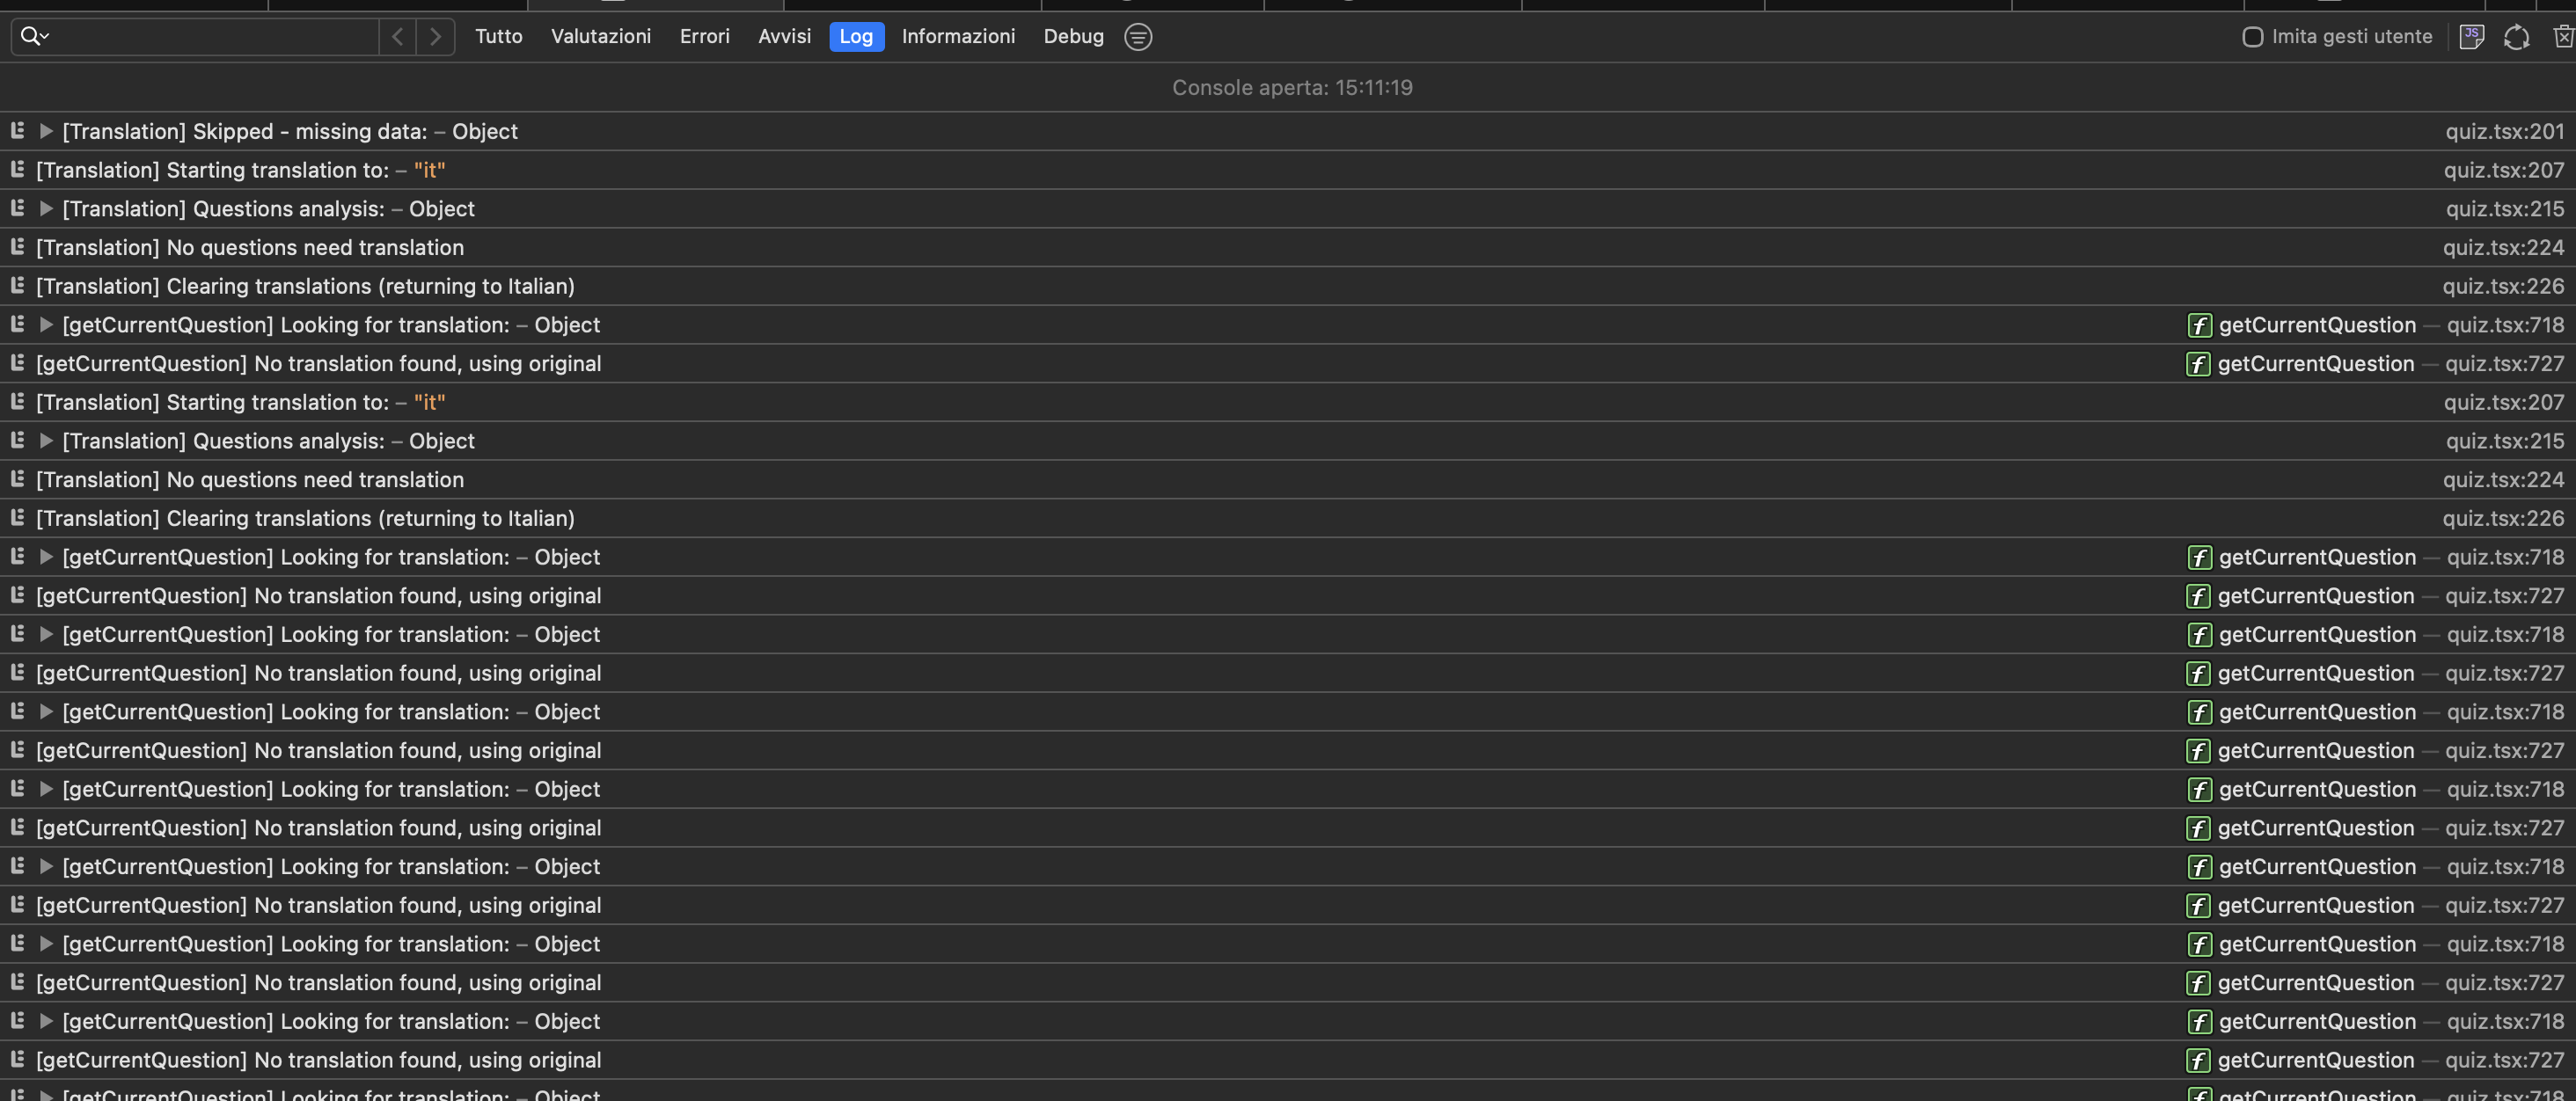 Tutto Valutazioni Errori Avvisi Log Informazioni Debug Imita gesti utente JS
Console aperta: 15:11:19
[Translation] Skipped - missing data: – Object quiz.tsx:201
[Translation] Starting translation to: – "it" quiz.tsx:207
[Translation] Questions analysis: – Object quiz.tsx:215
[Translation] No questions need translation quiz.tsx:224
[Translation] Clearing translations (returning to Italian) quiz.tsx:226
[getCurrentQuestion] Looking for translation: – Object f getCurrentQuestion — quiz.tsx:718
[getCurrentQuestion] No translation found, using original f getCurrentQuestion — quiz.tsx:727
[Translation] Starting translation to: – "it" quiz.tsx:207
[Translation] Questions analysis: – Object quiz.tsx:215
[Translation] No questions need translation quiz.tsx:224
[Translation] Clearing translations (returning to Italian) quiz.tsx:226
[getCurrentQuestion] Looking for translation: – Object f getCurrentQuestion — quiz.tsx:718
[getCurrentQuestion] No translation found, using original f getCurrentQuestion — quiz.tsx:727
[getCurrentQuestion] Looking for translation: – Object f getCurrentQuestion — quiz.tsx:718
[getCurrentQuestion] No translation found, using original f getCurrentQuestion — quiz.tsx:727
[getCurrentQuestion] Looking for translation: – Object f getCurrentQuestion — quiz.tsx:718
[getCurrentQuestion] No translation found, using original f getCurrentQuestion — quiz.tsx:727
[getCurrentQuestion] Looking for translation: – Object f getCurrentQuestion — quiz.tsx:718
[getCurrentQuestion] No translation found, using original f getCurrentQuestion — quiz.tsx:727
[getCurrentQuestion] Looking for translation: – Object f getCurrentQuestion — quiz.tsx:718
[getCurrentQuestion] No translation found, using original f getCurrentQuestion — quiz.tsx:727
[getCurrentQuestion] Looking for translation: – Object f getCurrentQuestion — quiz.tsx:718
[getCurrentQuestion] No translation found, using original f getCurrentQuestion — quiz.tsx:727
[getCurrentQuestion] Looking for translation: – Object f getCurrentQuestion — quiz.tsx:718
[getCurrentQuestion] No translation found, using original f getCurrentQuestion — quiz.tsx:727
[getCurrentQuestion] Looking for translation: – Object f getCurrentQuestion — quiz.tsx:718